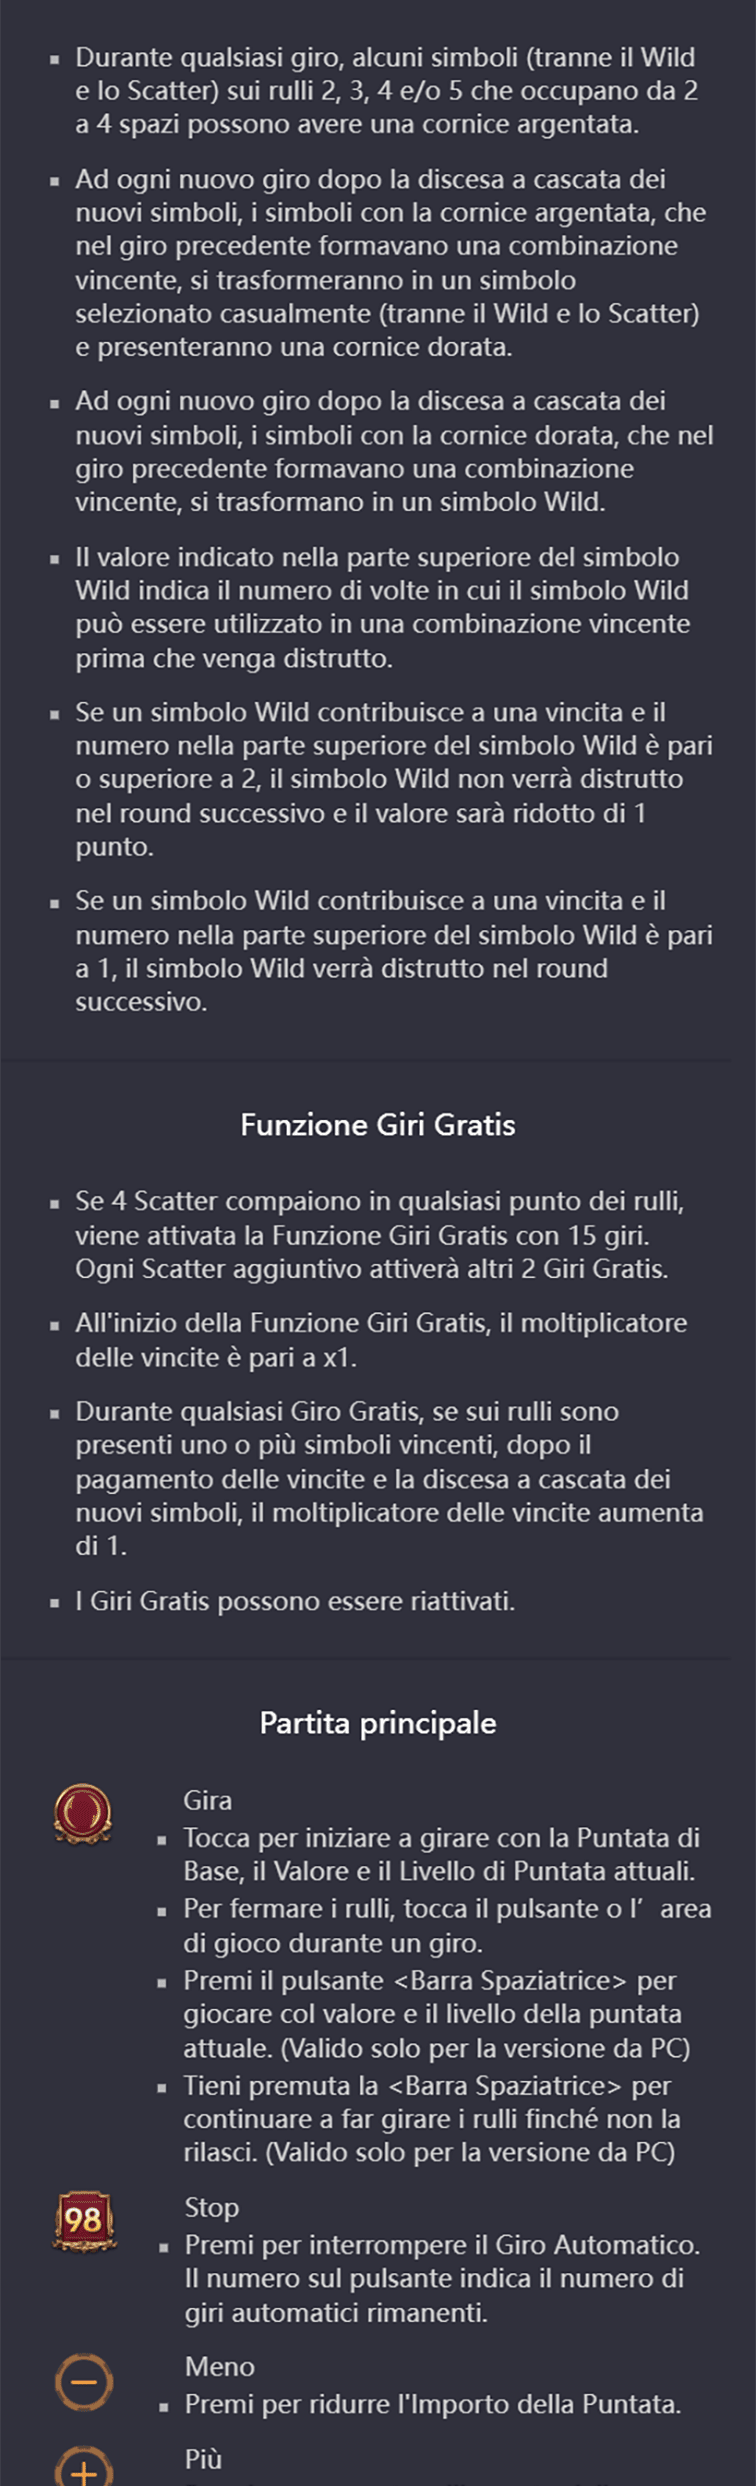 Durante qualsiasi giro, alcuni simboli (tranne il Wild
e lo Scatter) sui rulli 2, 3, 4 e/o 5 che occupano da 2
a 4 spazi possono avere una cornice argentata.
Ad ogni nuovo giro dopo la discesa a cascata dei
nuovi simboli, i simboli con la cornice argentata, che
nel giro precedente formavano una combinazione
vincente, si trasformeranno in un simbolo
selezionato casualmente (tranne il Wild e lo Scatter)
e presenteranno una cornice dorata.
Ad ogni nuovo giro dopo la discesa a cascata dei
nuovi simboli, i simboli con la cornice dorata, che nel
giro precedente formavano una combinazione
vincente, si trasformano in un simbolo Wild.
Il valore indicato nella parte superiore del simbolo
Wild indica il numero di volte in cui il simbolo Wild
può essere utilizzato in una combinazione vincente
prima che venga distrutto.
Se un simbolo Wild contribuisce a una vincita e il
numero nella parte superiore del simbolo Wild è pari
o superiore a 2, il simbolo Wild non verrà distrutto
nel round successivo e il valore sarà ridotto di 1
punto.
Se un simbolo Wild contribuisce a una vincita e il
numero nella parte superiore del simbolo Wild è pari
a 1, il simbolo Wild verrà distrutto nel round
successivo.
Funzione Giri Gratis
Se 4 Scatter compaiono in qualsiasi punto dei rulli,
viene attivata la Funzione Giri Gratis con 15 giri.
Ogni Scatter aggiuntivo attiverà altri 2 Giri Gratis.
All'inizio della Funzione Giri Gratis, il moltiplicatore
delle vincite è pari a x1.
Durante qualsiasi Giro Gratis, se sui rulli sono
presenti uno o più simboli vincenti, dopo il
pagamento delle vincite e la discesa a cascata dei
nuovi simboli, il moltiplicatore delle vincite aumenta
di 1.
I Giri Gratis possono essere riattivati.
Partita principale
Gira
Tocca per iniziare a girare con la Puntata di
Base, il Valore e il Livello di Puntata attuali.
Per fermare i rulli, tocca il pulsante o l’ area
di gioco durante un giro.
Premi il pulsante <Barra Spaziatrice> per
giocare col valore e il livello della puntata
attuale. (Valido solo per la versione da PC)
Tieni premuta la <Barra Spaziatrice> per
continuare a far girare i rulli finché non la
rilasci. (Valido solo per la versione da PC)
98
Stop
Premi per interrompere il Giro Automatico.
Il numero sul pulsante indica il numero di
giri automatici rimanenti.
Meno
Premi per ridurre l'Importo della Puntata.
Più